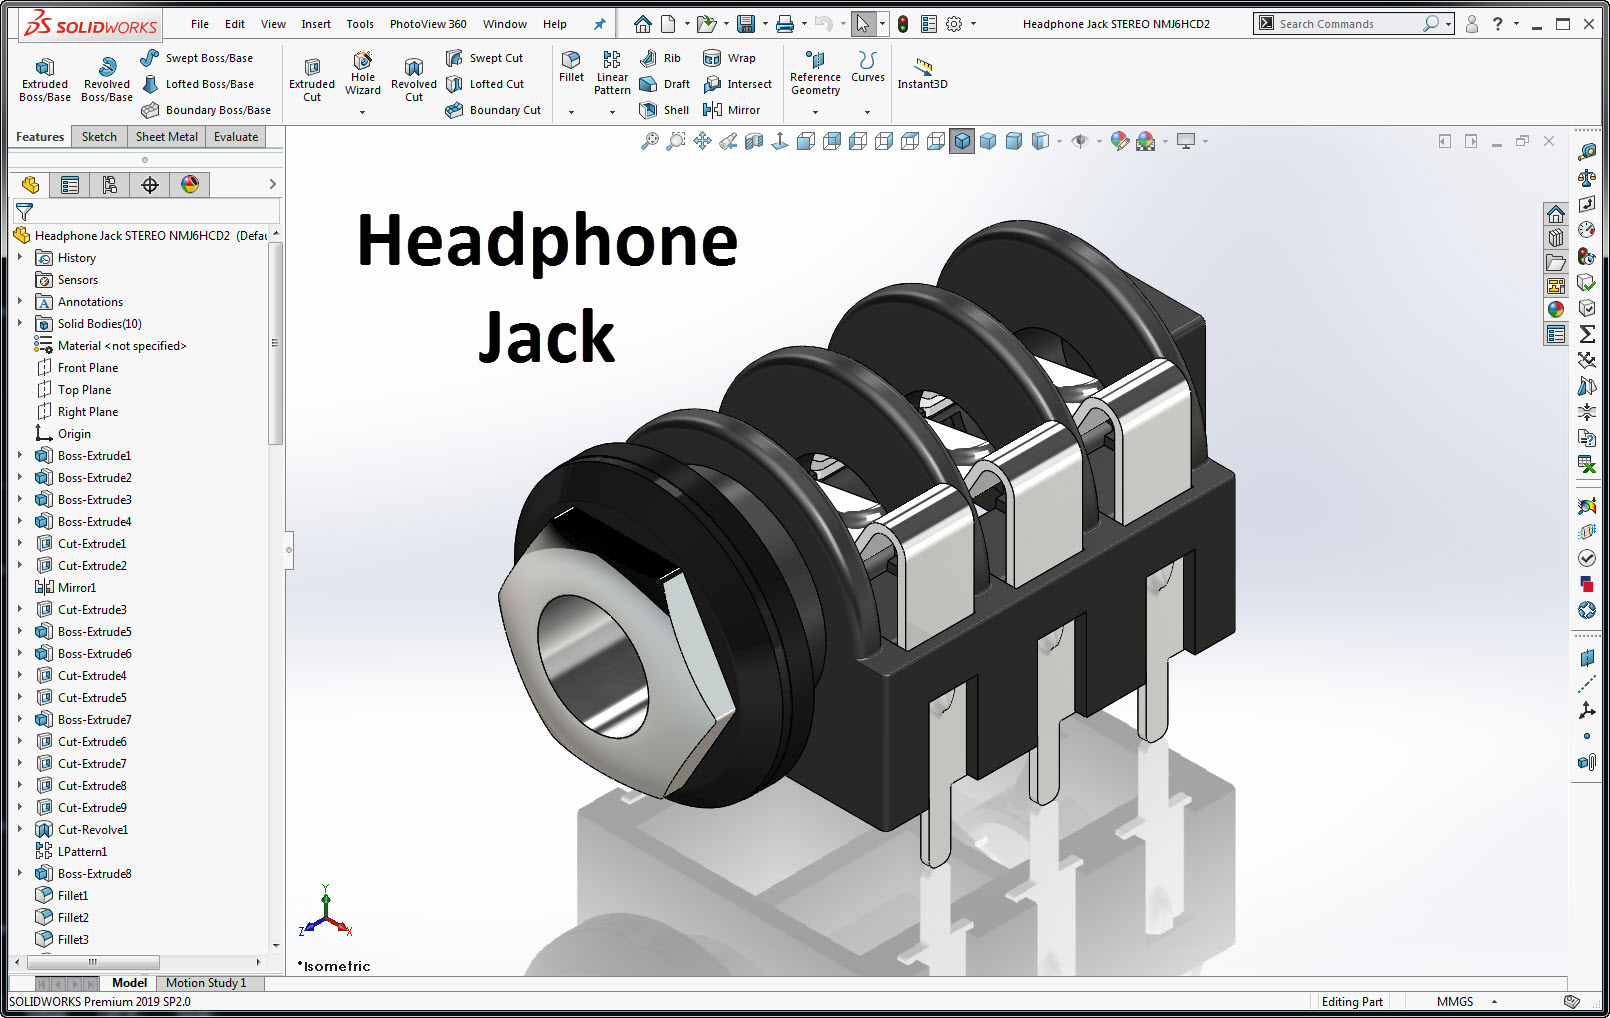 SOLIDWORKS
File Edit View Insert Tools PhotoView 360 Window Help
Headphone Jack STEREO NMJ6HCD2
Search Commands
?
Extruded Boss/Base
Revolved Boss/Base
Swept Boss/Base
Lofted Boss/Base
Boundary Boss/Base
Extruded Cut
Hole Wizard
Revolved Cut
Swept Cut
Lofted Cut
Boundary Cut
Fillet
Linear Pattern
Rib
Draft
Shell
Wrap
Intersect
Mirror
Reference Geometry
Curves
Instant3D
Features Sketch Sheet Metal Evaluate
Headphone Jack STEREO NMJ6HCD2 (Defau
History
Sensors
Annotations
Solid Bodies(10)
Material <not specified>
Front Plane
Top Plane
Right Plane
Origin
Boss-Extrude1
Boss-Extrude2
Boss-Extrude3
Boss-Extrude4
Cut-Extrude1
Cut-Extrude2
Mirror1
Cut-Extrude3
Boss-Extrude5
Boss-Extrude6
Cut-Extrude4
Cut-Extrude5
Boss-Extrude7
Cut-Extrude6
Cut-Extrude7
Cut-Extrude8
Cut-Extrude9
Cut-Revolve1
LPattern1
Boss-Extrude8
Fillet1
Fillet2
Fillet3
Headphone
Jack
Y
Z X
*Isometric
Model Motion Study 1
SOLIDWORKS Premium 2019 SP2.0
Editing Part MMGS